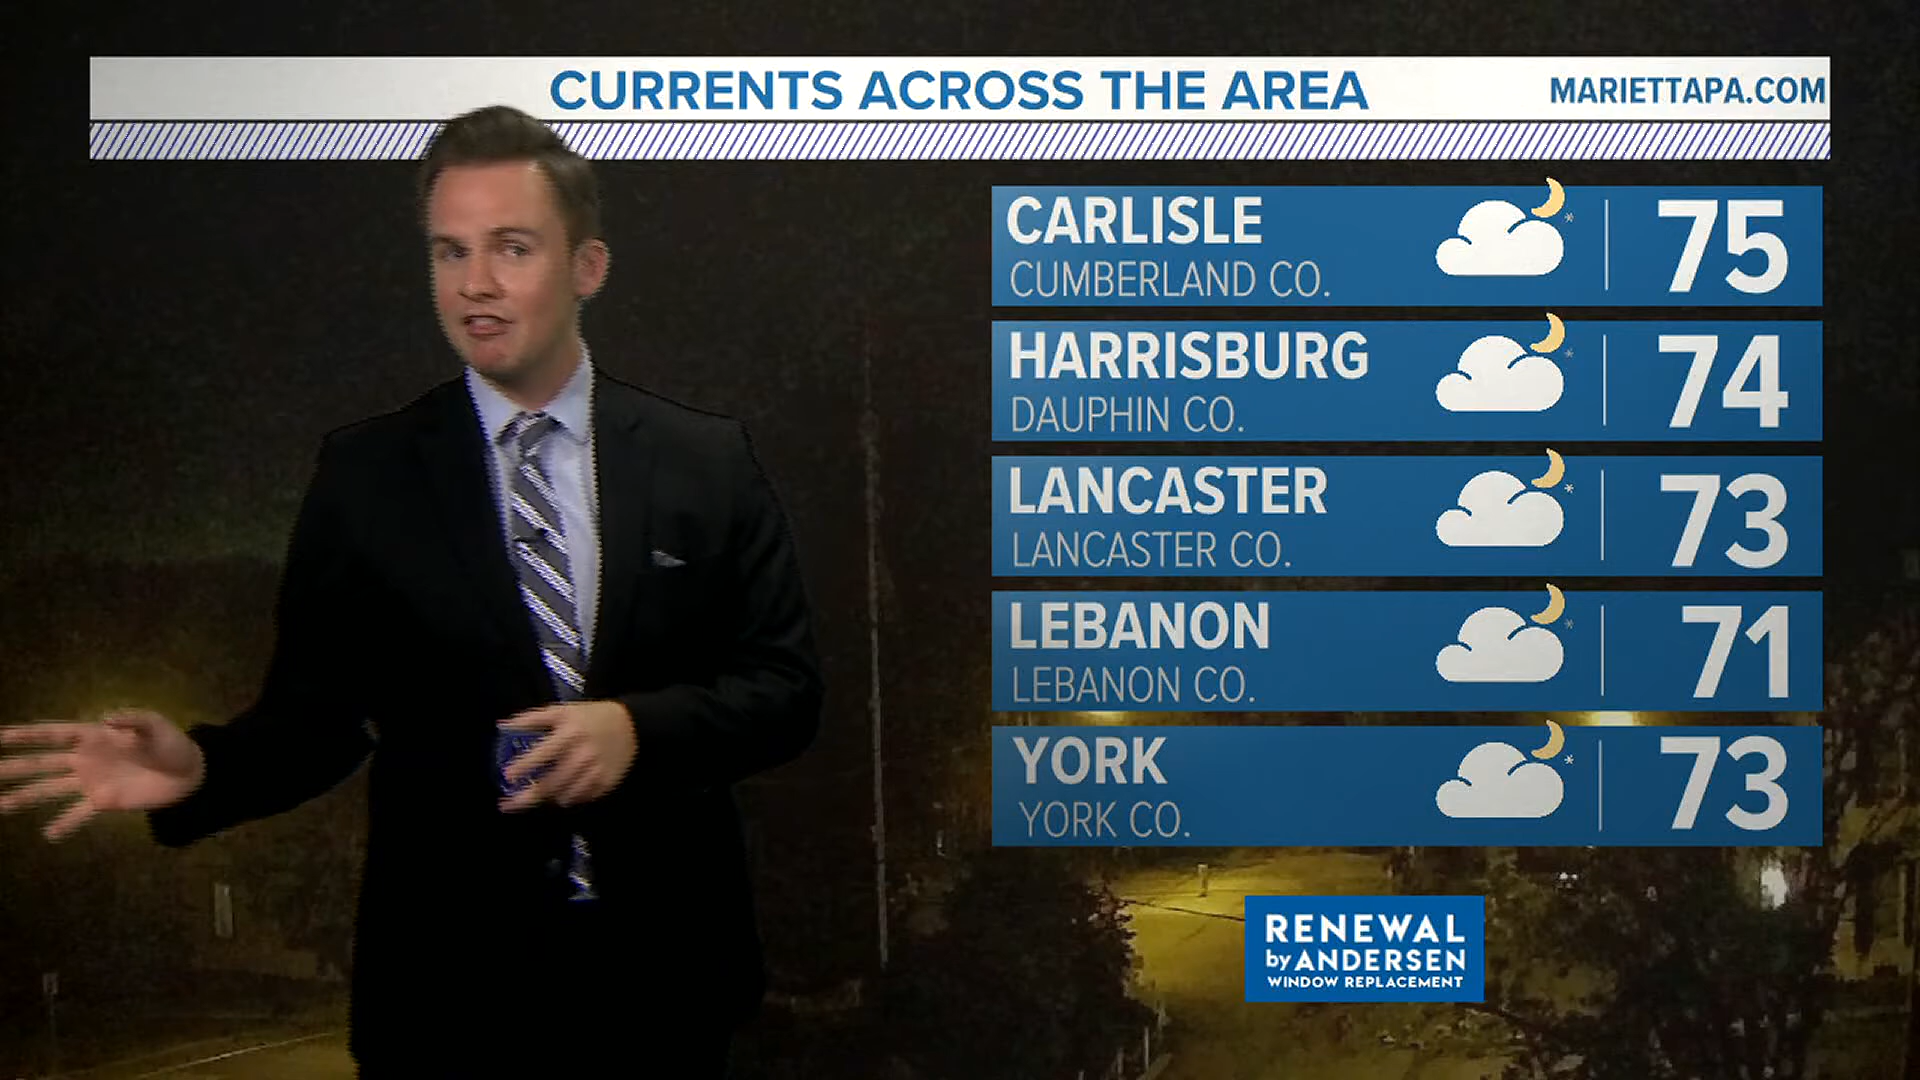 CURRENTS ACROSS THE AREA
MARIETTAPA.COM
CARLISLE
CUMBERLAND CO.
75
HARRISBURG
DAUPHIN CO.
74
LANCASTER
LANCASTER CO.
73
LEBANON
LEBANON CO.
71
YORK
YORK CO.
73
RENEWAL
by ANDERSEN
WINDOW REPLACEMENT